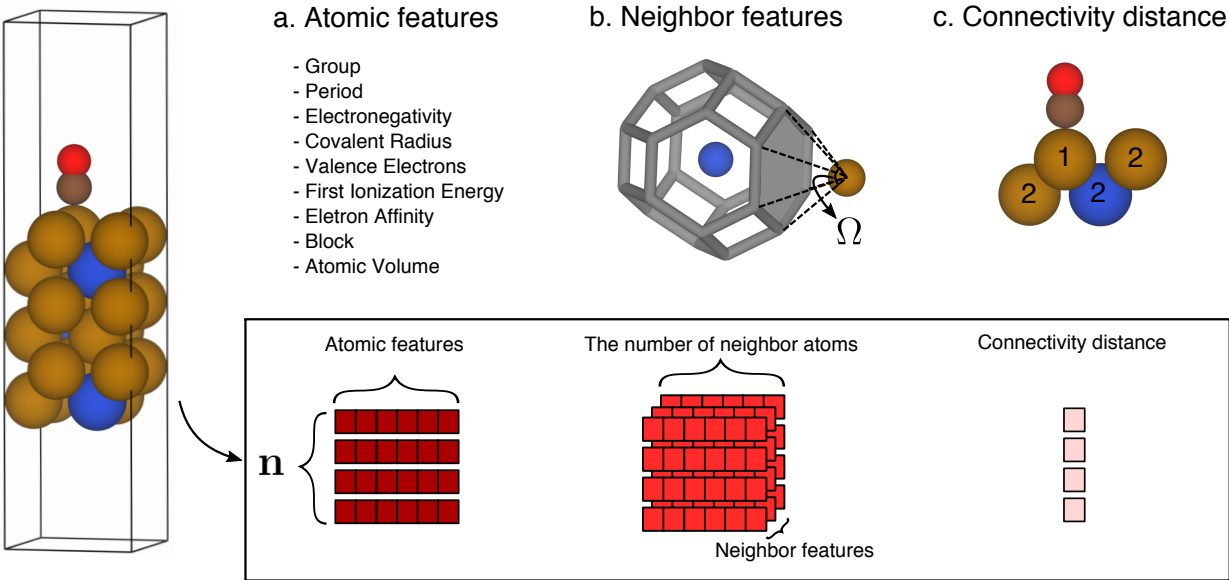 a. Atomic features
- Group
- Period
- Electronegativity
- Covalent Radius
- Valence Electrons
- First Ionization Energy
- Eletron Affinity
- Block
- Atomic Volume
b. Neighbor features
Ω
c. Connectivity distance
1
2
2
2
Atomic features
n
The number of neighbor atoms
Neighbor features
Connectivity distance